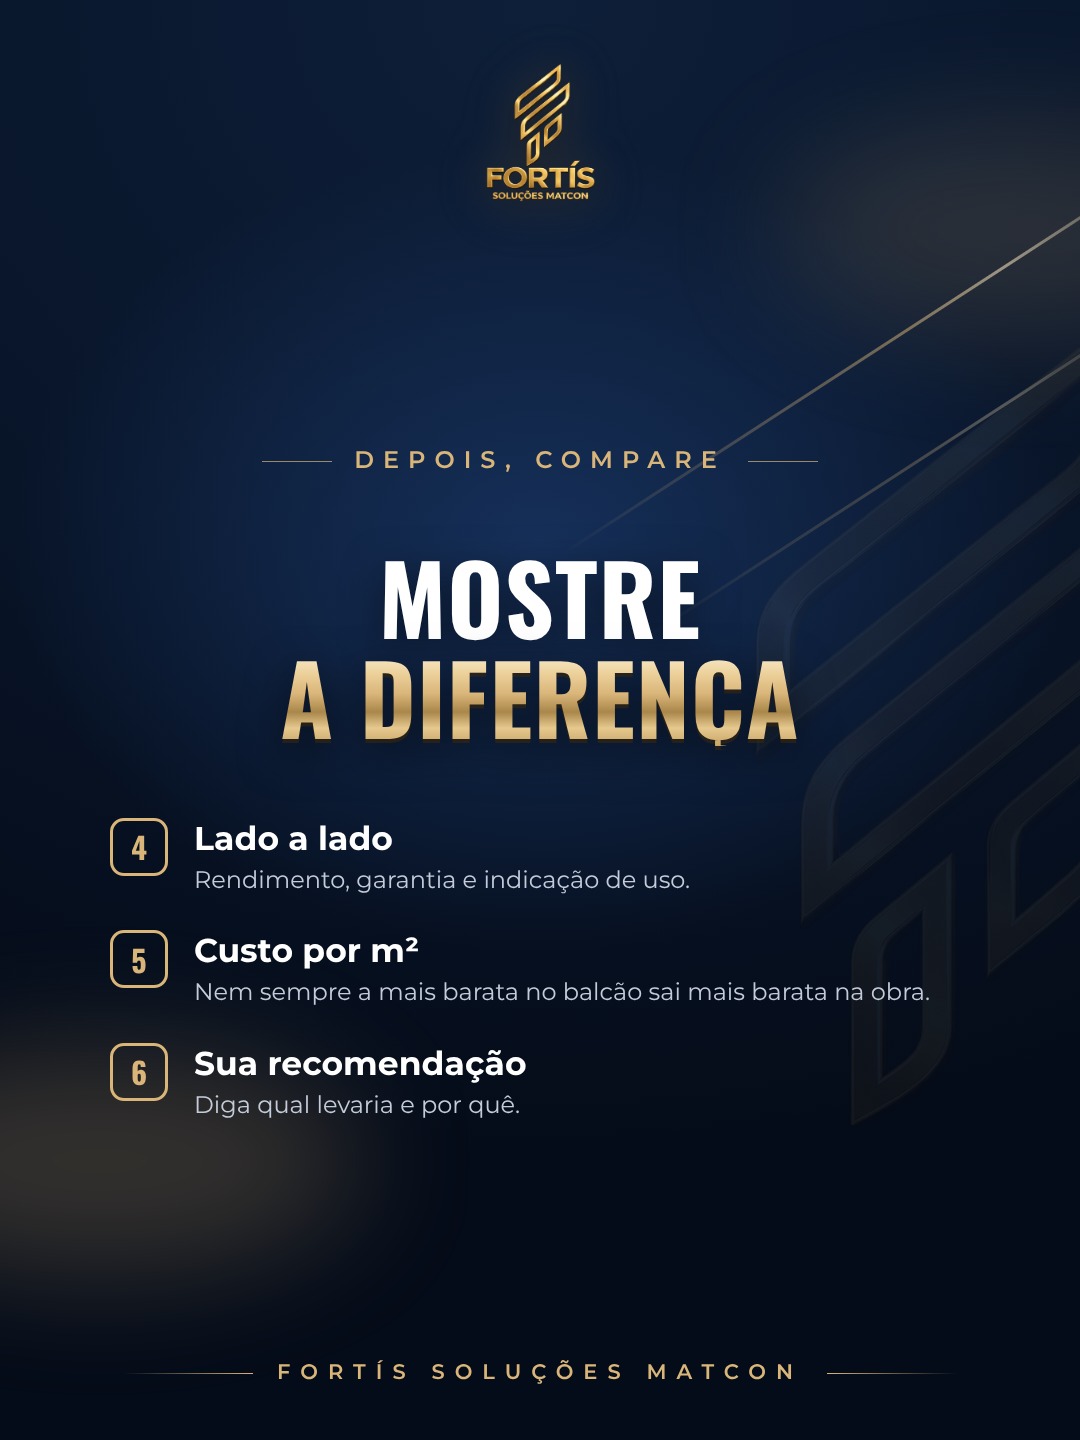 FORTÍS
SOLUÇÕES MATCON
DEPOIS, COMPARE
MOSTRE
A DIFERENÇA
4
Lado a lado
Rendimento, garantia e indicação de uso.
5
Custo por m²
Nem sempre a mais barata no balcão sai mais barata na obra.
6
Sua recomendação
Diga qual levaria e por quê.
FORTÍS SOLUÇÕES MATCON